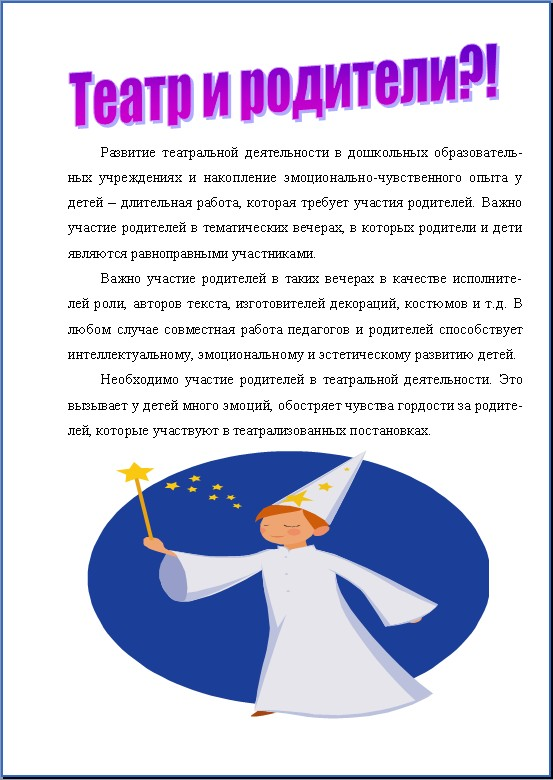 Театр и родители?!
Развитие театральной деятельности в дошкольных образователь-
ных учреждениях и накопление эмоционально-чувственного опыта у
детей – длительная работа, которая требует участия родителей. Важно
участие родителей в тематических вечерах, в которых родители и дети
являются равноправными участниками.
Важно участие родителей в таких вечерах в качестве исполните-
лей роли, авторов текста, изготовителей декораций, костюмов и т.д. В
любом случае совместная работа педагогов и родителей способствует
интеллектуальному, эмоциональному и эстетическому развитию детей.
Необходимо участие родителей в театральной деятельности. Это
вызывает у детей много эмоций, обостряет чувства гордости за родите-
лей, которые участвуют в театрализованных постановках.